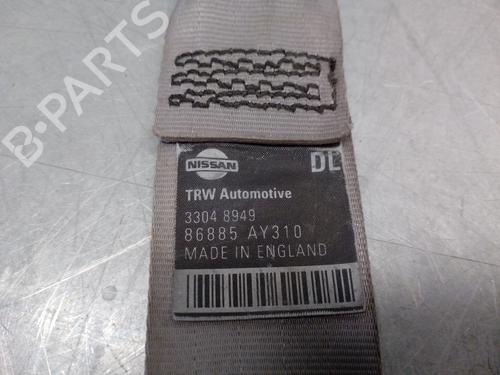 B-PARTS
NISSAN
DL
TRW Automotive
3304 8949
86885 AY310
MADE IN ENGLAND